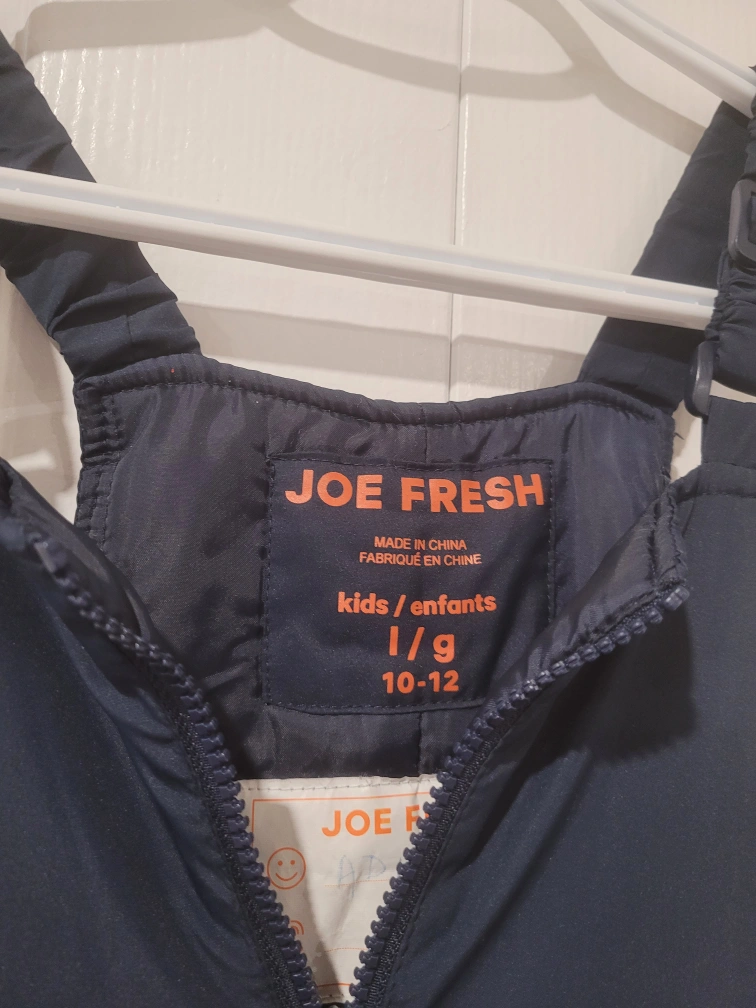 JOE FRESH
MADE IN CHINA
FABRIQUÉ EN CHINE
kids / enfants
l / g
10-12
JOE F